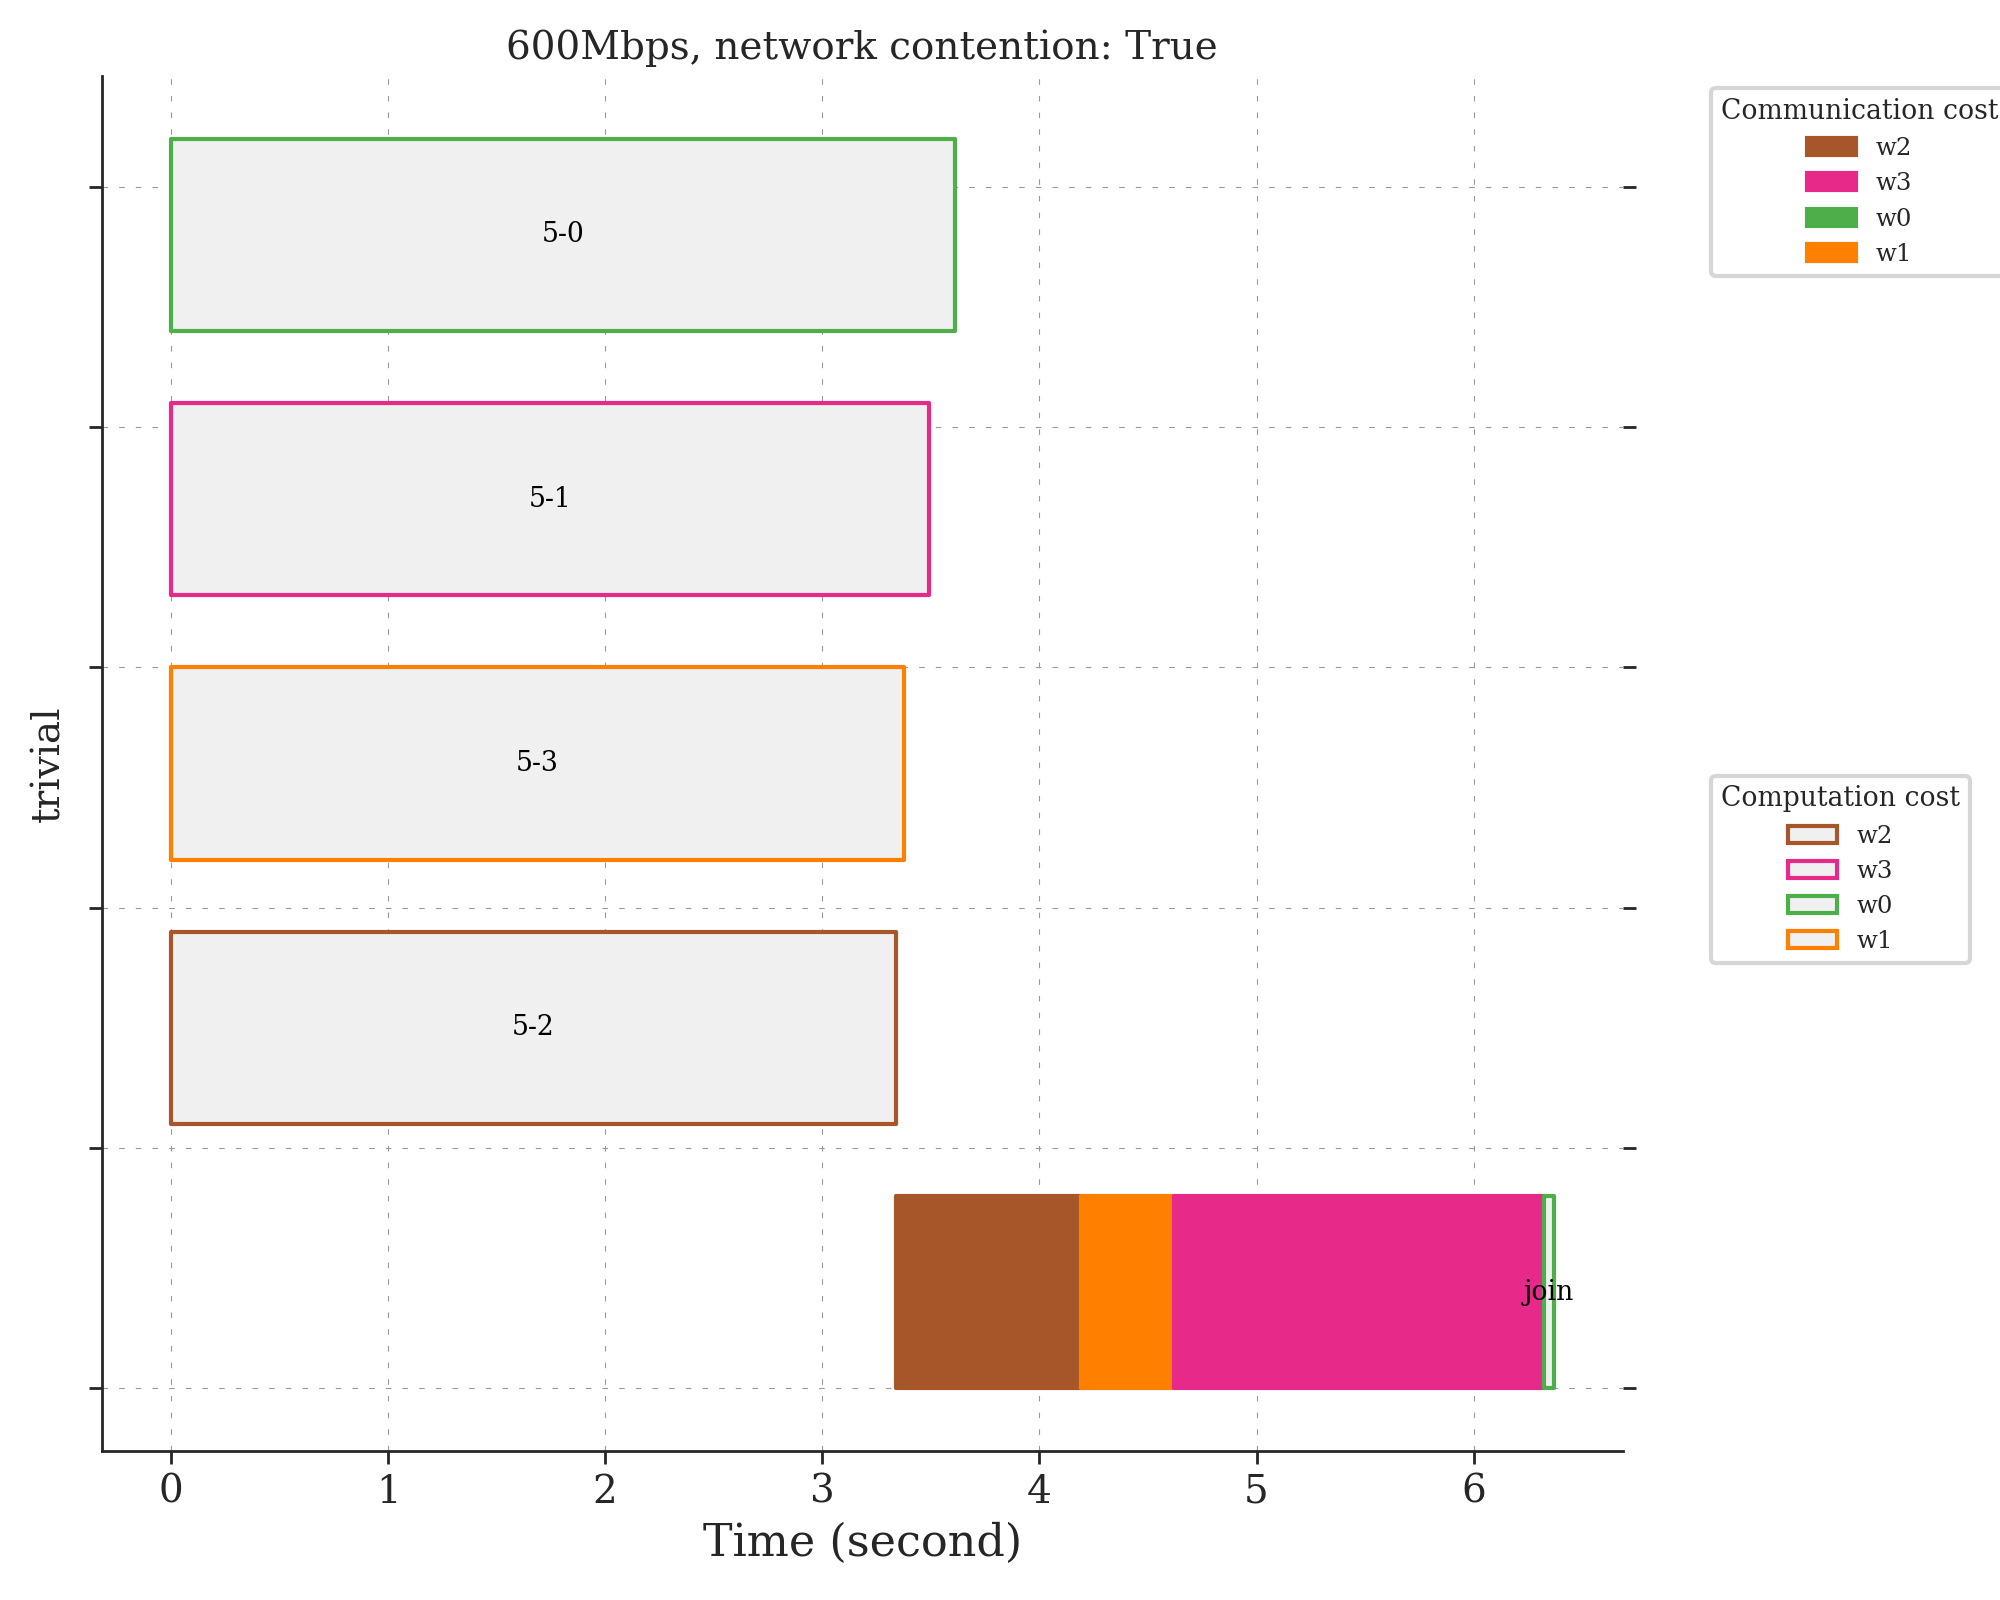 600Mbps, network contention: True
Communication cost
w2
w3
w0
w1
5-0
5-1
5-3
5-2
join
trivial
Computation cost
w2
w3
w0
w1
0 1 2 3 4 5 6
Time (second)